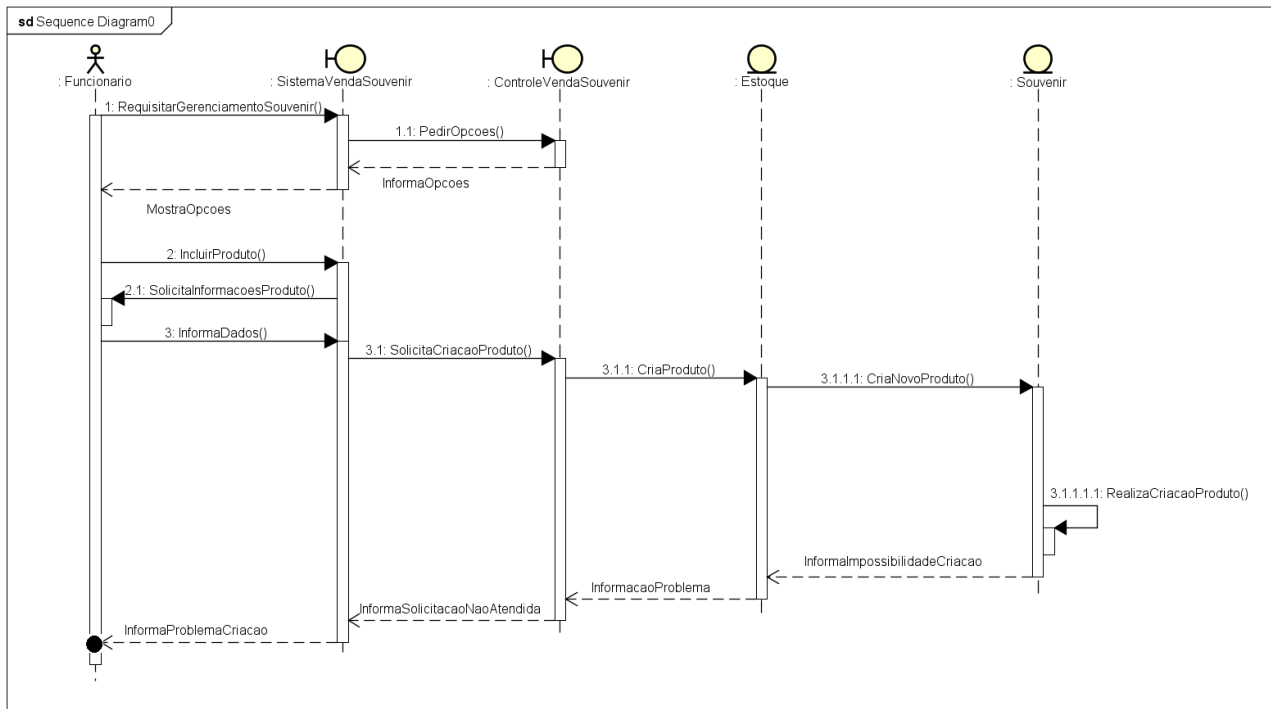 sd Sequence Diagram0
: Funcionario
: SistemaVendaSouvenir
: ControleVendaSouvenir
: Estoque
: Souvenir
1: RequisitarGerenciamentoSouvenir()
1.1: PedirOpcoes()
InformaOpcoes
MostraOpcoes
2: IncluirProduto()
2.1: SolicitaInformacoesProduto()
3: InformaDados()
3.1: SolicitaCriacaoProduto()
3.1.1: CriaProduto()
3.1.1.1: CriaNovoProduto()
3.1.1.1.1: RealizaCriacaoProduto()
InformaImpossibilidadeCriacao
InformacaoProblema
InformaSolicitacaoNaoAtendida
InformaProblemaCriacao